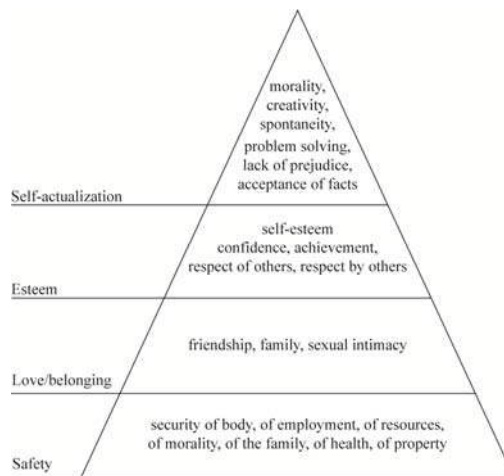 morality,
creativity,
spontaneity,
problem solving,
lack of prejudice,
acceptance of facts
Self-actualization
self-esteem
confidence, achievement,
respect of others, respect by others
Esteem
friendship, family, sexual intimacy
Love/belonging
security of body, of employment, of resources,
of morality, of the family, of health, of property
Safety